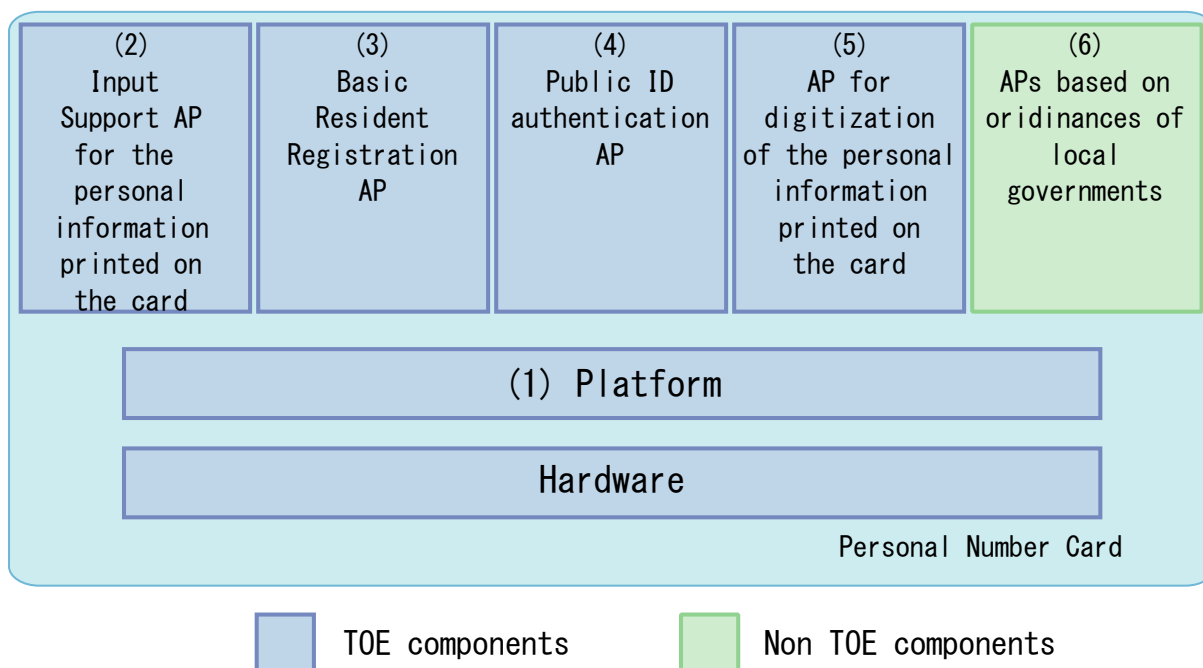 (2)
Input
Support AP
for the
personal
information
printed on
the card
(3)
Basic
Resident
Registration
AP
(4)
Public ID
authentication
AP
(5)
AP for
digitization
of the personal
information
printed on
the card
(6)
APs based on
oridinances of
local
governments
(1) Platform
Hardware
Personal Number Card
TOE components
Non TOE components